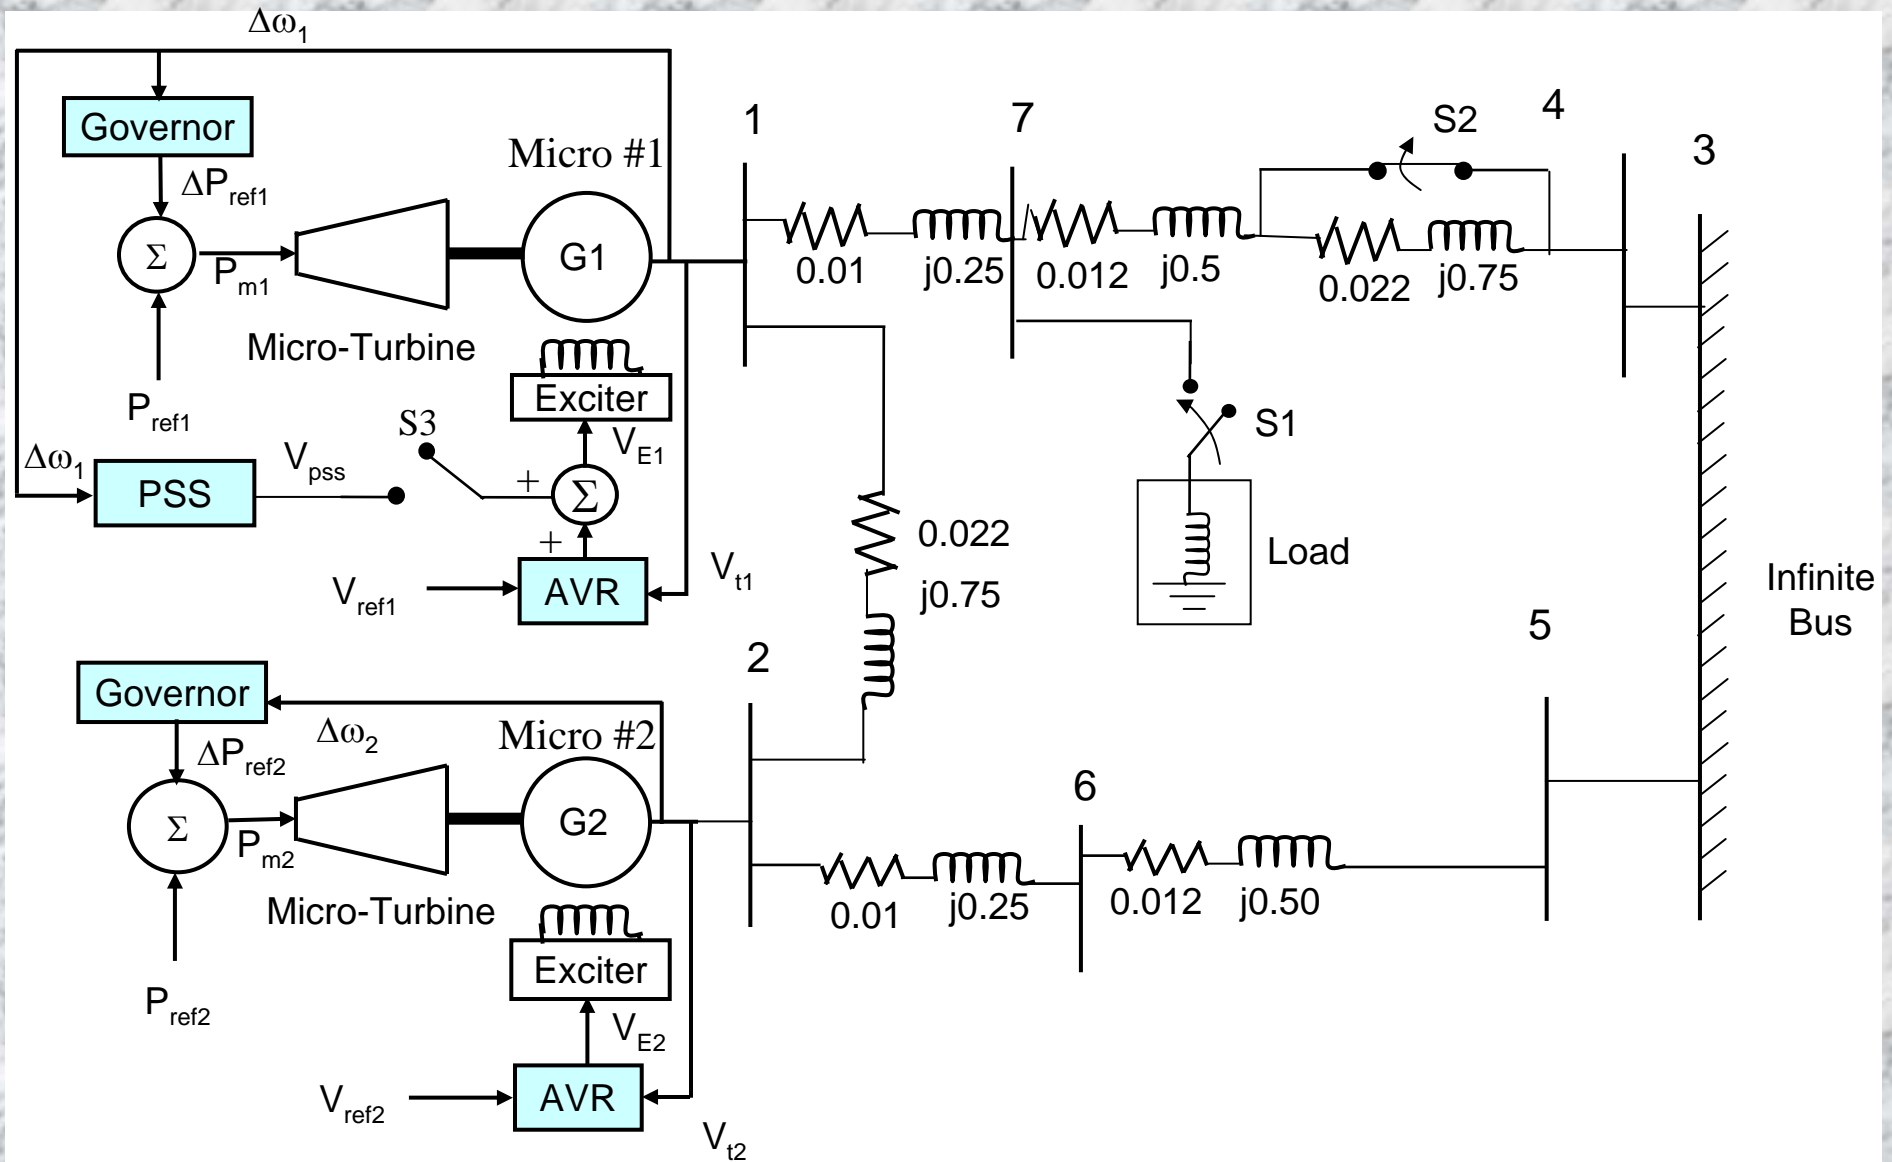 Δω1
Governor
ΔPref1
Σ
Pm1
Pref1
Micro-Turbine
Micro #1
G1
Exciter
VE1
S3
Δω1
PSS
Vpss
+
Σ
+
Vref1
AVR
Vt1
1
7
4
3
S2
0.01
j0.25
0.012
j0.5
0.022
j0.75
S1
Load
0.022
j0.75
Infinite
Bus
2
5
6
Governor
Δω2
ΔPref2
Σ
Pm2
Pref2
Micro-Turbine
Micro #2
G2
Exciter
VE2
Vref2
AVR
Vt2
0.01
j0.25
0.012
j0.50